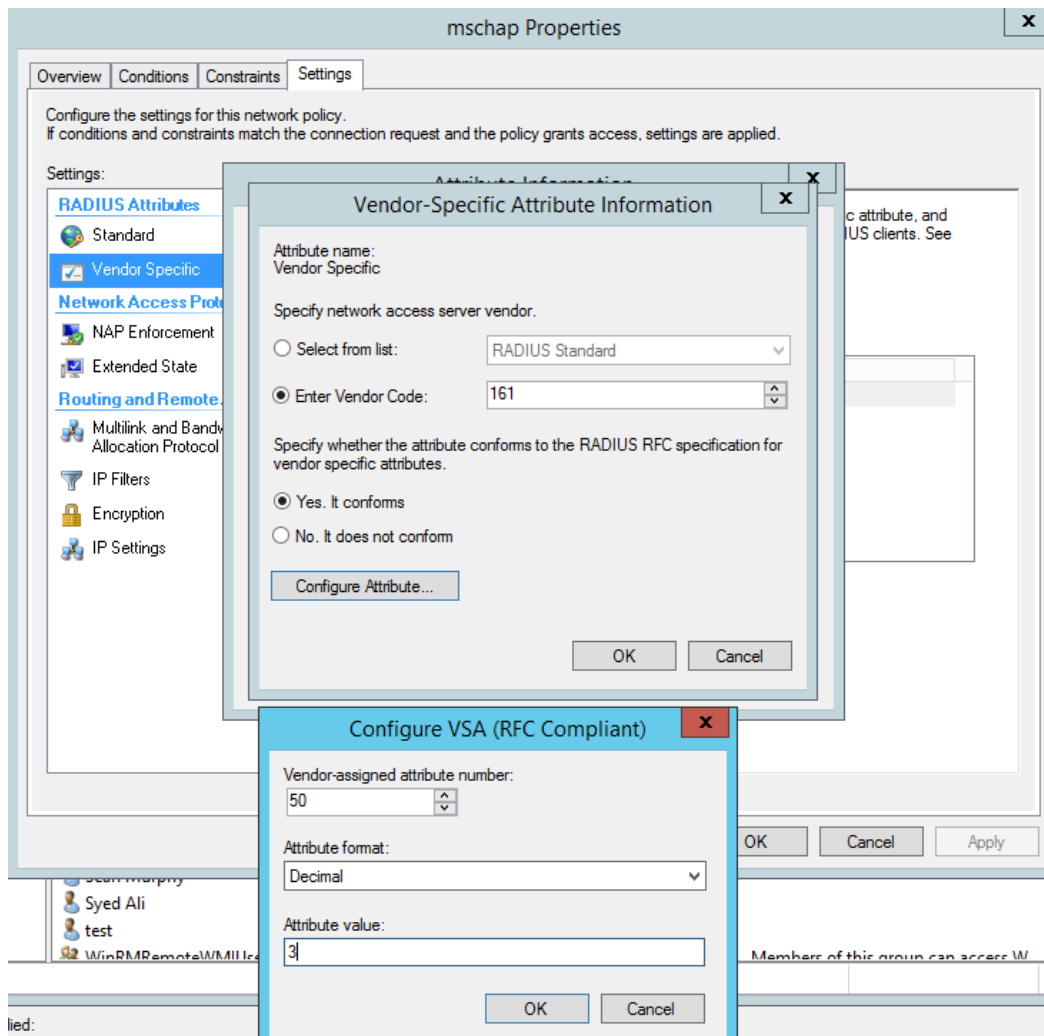 mschap Properties
x
Overview
Conditions
Constraints
Settings
Configure the settings for this network policy.
If conditions and constraints match the connection request and the policy grants access, settings are applied.
Settings:
x
RADIUS Attributes
Standard
Vendor Specific
Network Access Prot
NAP Enforcement
Extended State
Routing and Remote
Multilink and Bandw
Allocation Protocol
IP Filters
Encryption
IP Settings
c attribute, and
IUS clients. See
Vendor-Specific Attribute Information
x
Attribute name:
Vendor Specific
Specify network access server vendor.
Select from list:
RADIUS Standard
Enter Vendor Code:
161
Specify whether the attribute conforms to the RADIUS RFC specification for
vendor specific attributes.
Yes. It conforms
No. It does not conform
Configure Attribute...
OK
Cancel
Configure VSA (RFC Compliant)
x
Vendor-assigned attribute number:
50
Attribute format:
Decimal
Attribute value:
3
OK
Cancel
OK
Cancel
Apply
Syed Ali
test
WinRMRemoteWMIUse
Members of this group can access W
lied: